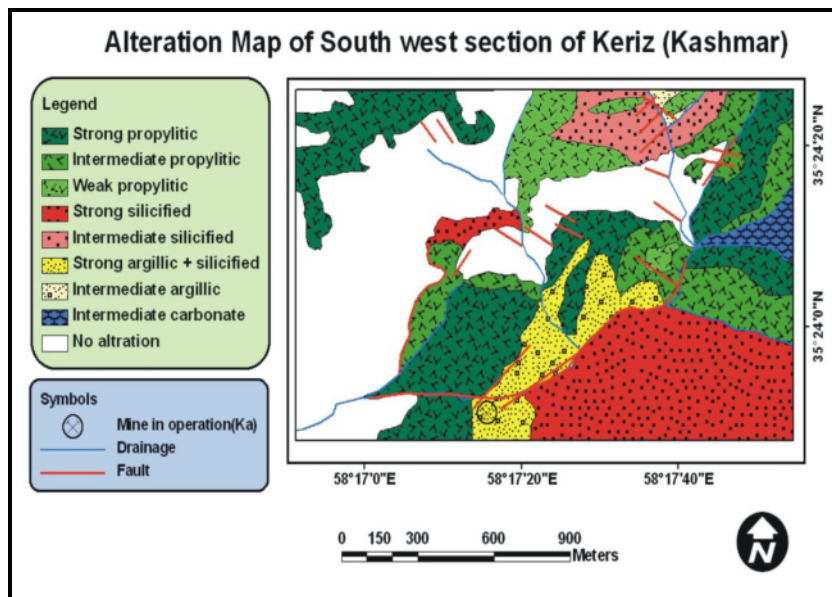 Alteration Map of South west section of Keriz (Kashmar)
Legend
Strong propylitic
Intermediate propylitic
Weak propylitic
Strong silicified
Intermediate silicified
Strong argillic + silicified
Intermediate argillic
Intermediate carbonate
No altration
Symbols
Mine in operation(Ka)
Drainage
Fault
35°24'20"N
35°24'0"N
58°17'0"E 58°17'20"E 58°17'40"E
0 150 300 600 900
Meters
N